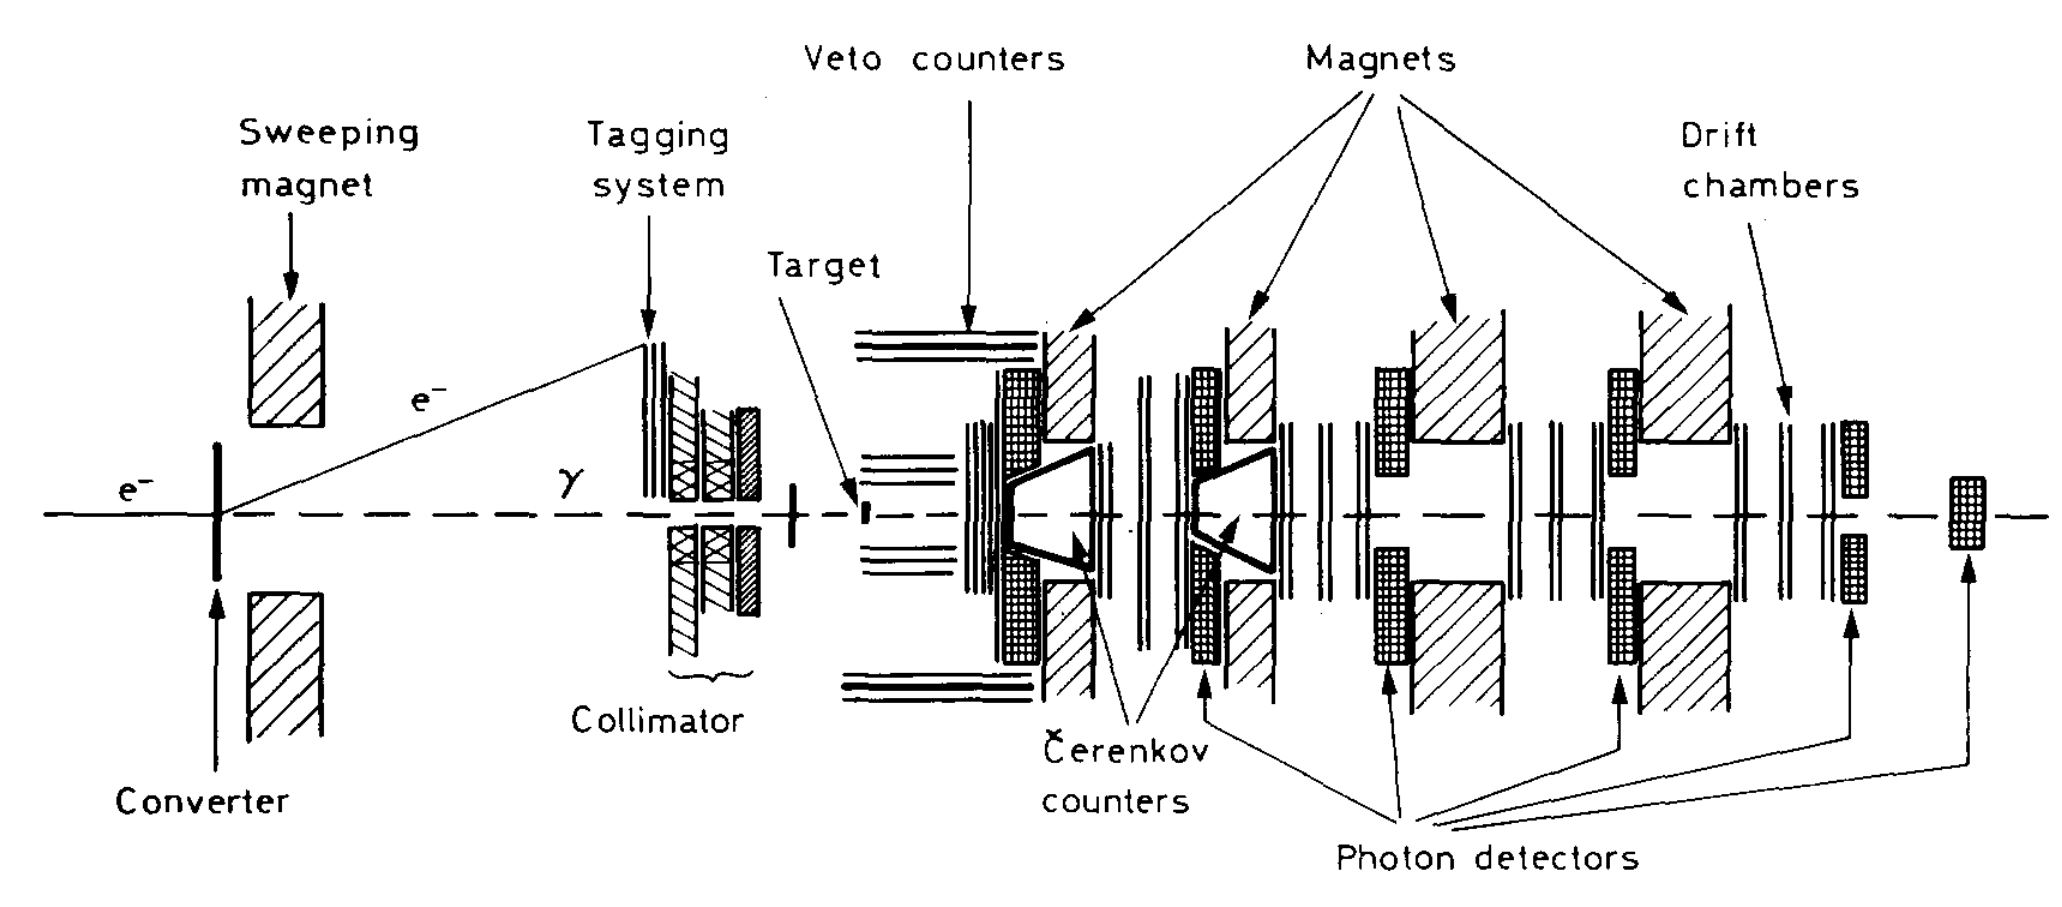 Veto counters
Magnets
Sweeping
magnet
Tagging
system
Drift
chambers
Target
e⁻
e⁻
γ
Collimator
Čerenkov
counters
Converter
Photon detectors